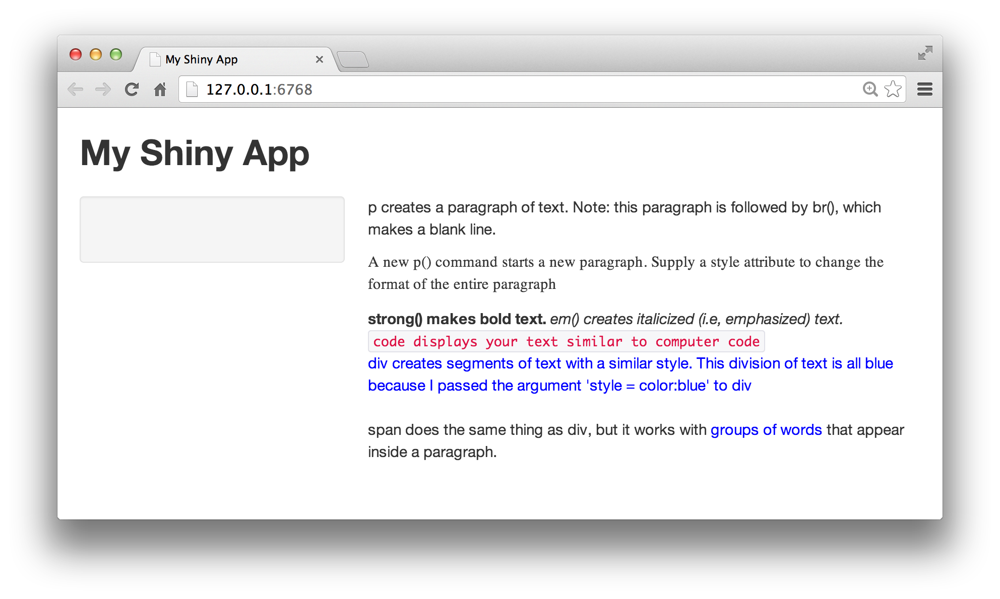 My Shiny App
127.0.0.1:6768
My Shiny App
p creates a paragraph of text. Note: this paragraph is followed by br(), which
makes a blank line.
A new p() command starts a new paragraph. Supply a style attribute to change the
format of the entire paragraph
strong() makes bold text. em() creates italicized (i.e, emphasized) text.
code displays your text similar to computer code
div creates segments of text with a similar style. This division of text is all blue
because I passed the argument 'style = color:blue' to div
span does the same thing as div, but it works with groups of words that appear
inside a paragraph.